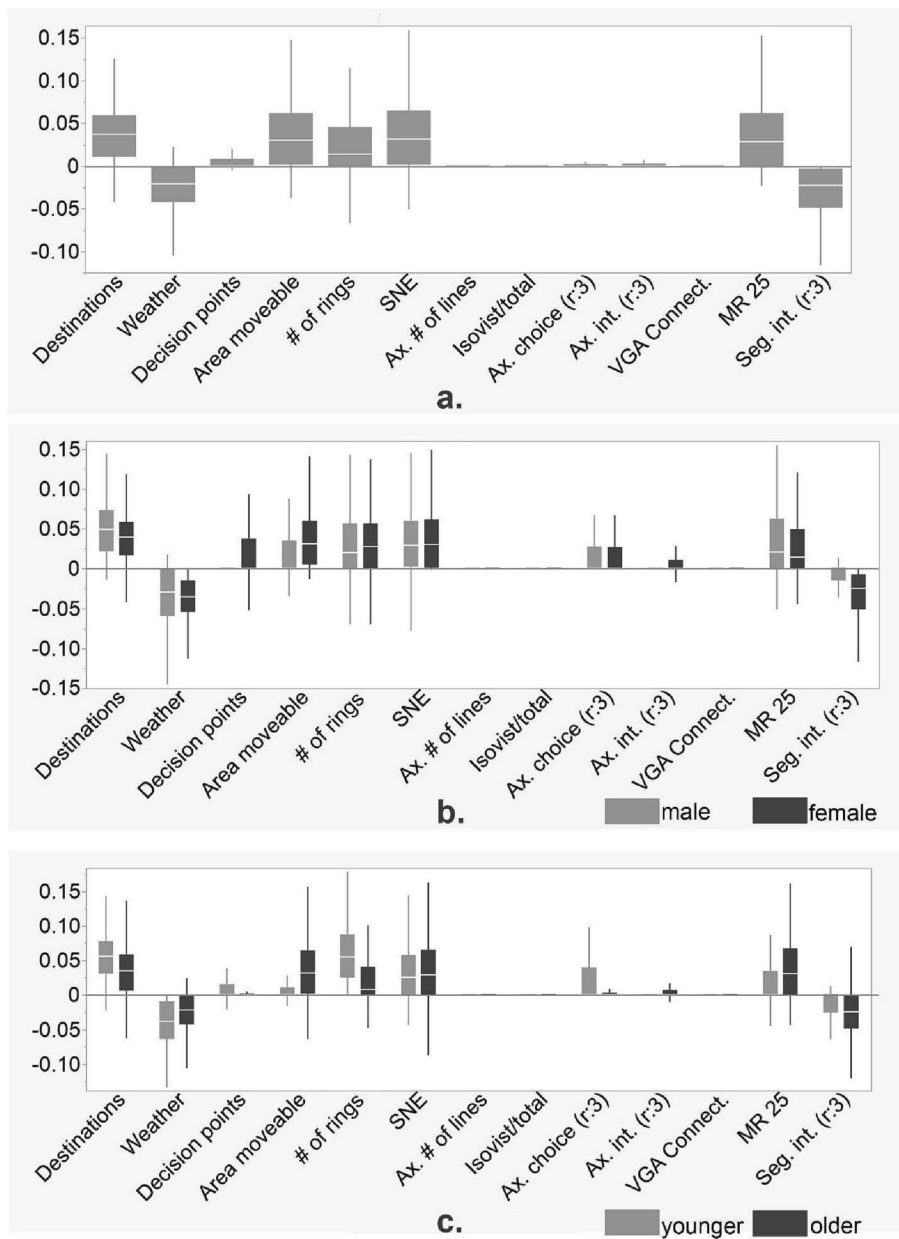 0.15
0.10
0.05
0
-0.05
-0.10
Destinations
Weather
Decision points
Area moveable
# of rings
SNE
Ax. # of lines
Isovist/total
Ax. choice (r:3)
Ax. int. (r:3)
VGA Connect.
MR 25
Seg. int. (r:3)
a.
0.15
0.10
0.05
0
-0.05
-0.10
-0.15
Destinations
Weather
Decision points
Area moveable
# of rings
SNE
Ax. # of lines
Isovist/total
Ax. choice (r:3)
Ax. int. (r:3)
VGA Connect.
MR 25
Seg. int. (r:3)
b.
male
female
0.15
0.10
0.05
0
-0.05
-0.10
Destinations
Weather
Decision points
Area moveable
# of rings
SNE
Ax. # of lines
Isovist/total
Ax. choice (r:3)
Ax. int. (r:3)
VGA Connect.
MR 25
Seg. int. (r:3)
c.
younger
older